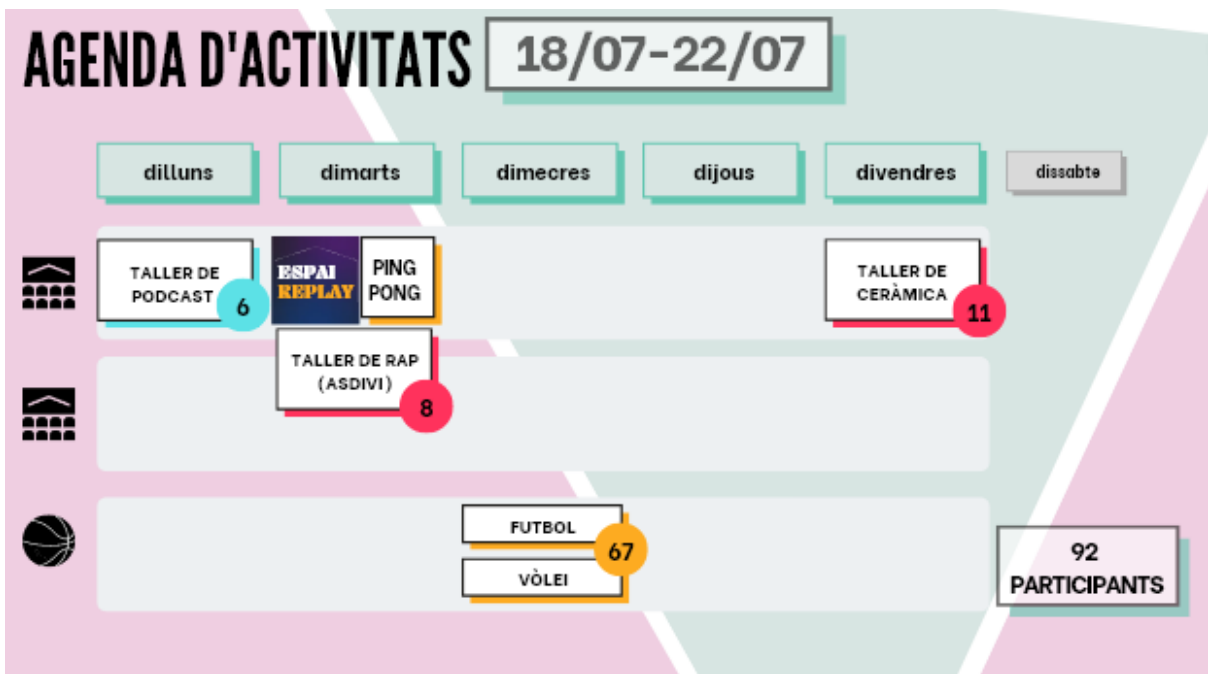 AGENDA D'ACTIVITATS
18/07-22/07
dilluns
dimarts
dimecres
dijous
divendres
dissabte
TALLER DE
PODCAST
6
ESPAI
REPLAY
PING
PONG
TALLER DE
CERÀMICA
11
TALLER DE RAP
(ASDIVI)
8
FUTBOL
VÒLEI
67
92
PARTICIPANTS